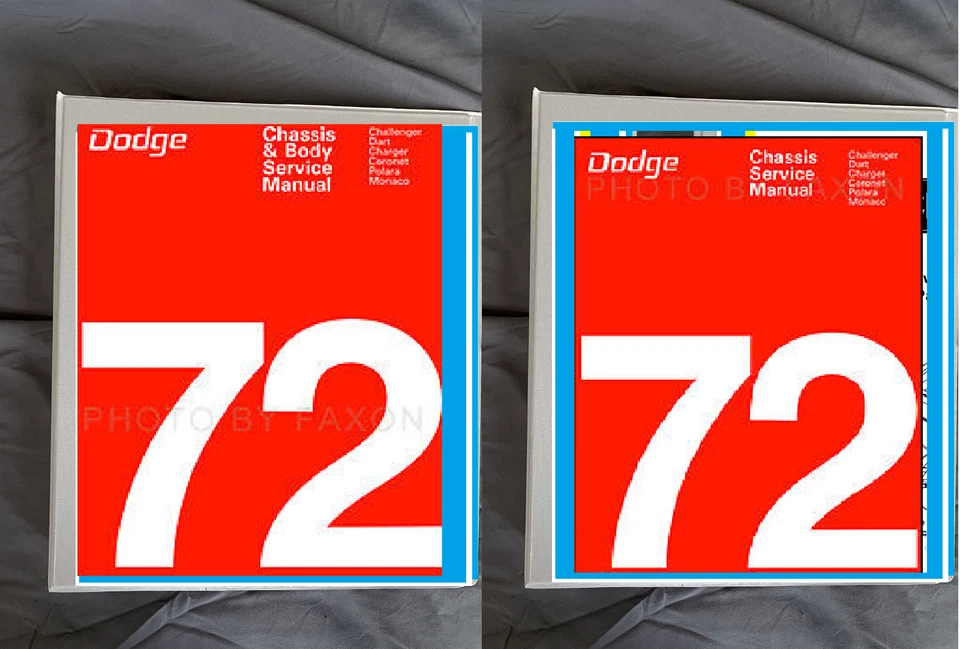 Dodge
Chassis
& Body
Service
Manual
Challenger
Dart
Charger
Coronet
Polara
Monaco
72
PHOTO BY FAXON
Dodge
Chassis
Service
Manual
Challenger
Dart
Charger
Coronet
Polara
Monaco
PHOTO BY FAXON
72